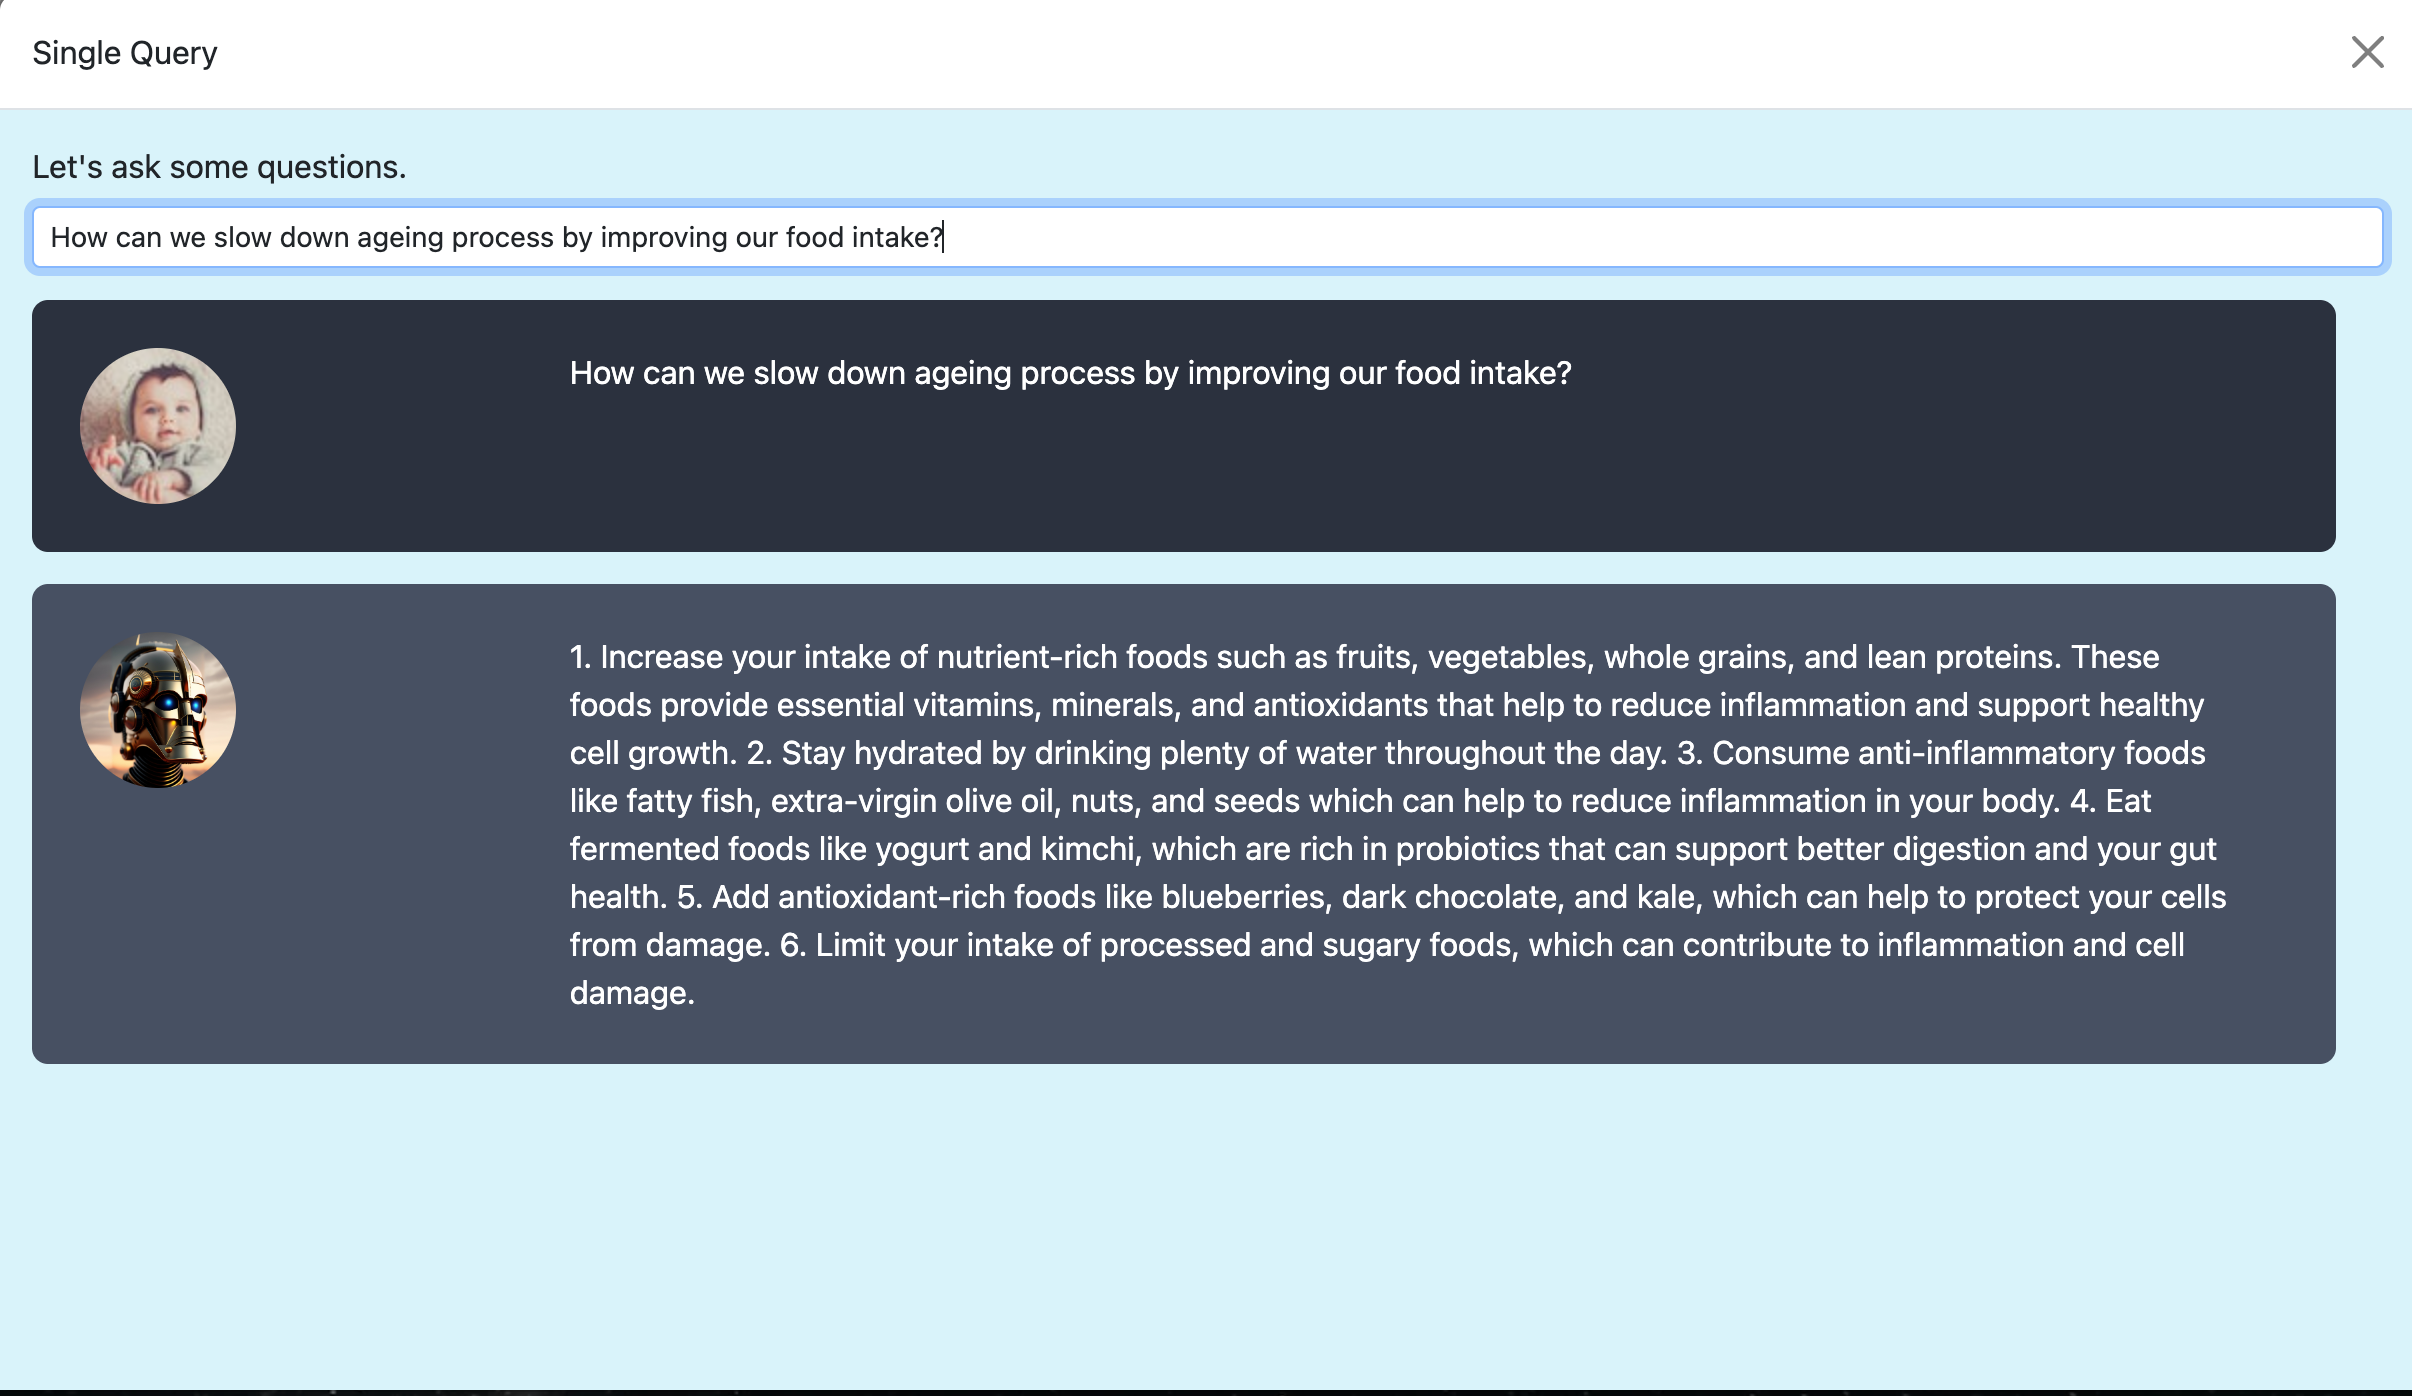 Single Query
Let's ask some questions.
How can we slow down ageing process by improving our food intake?
How can we slow down ageing process by improving our food intake?
1. Increase your intake of nutrient-rich foods such as fruits, vegetables, whole grains, and lean proteins. These
foods provide essential vitamins, minerals, and antioxidants that help to reduce inflammation and support healthy
cell growth. 2. Stay hydrated by drinking plenty of water throughout the day. 3. Consume anti-inflammatory foods
like fatty fish, extra-virgin olive oil, nuts, and seeds which can help to reduce inflammation in your body. 4. Eat
fermented foods like yogurt and kimchi, which are rich in probiotics that can support better digestion and your gut
health. 5. Add antioxidant-rich foods like blueberries, dark chocolate, and kale, which can help to protect your cells
from damage. 6. Limit your intake of processed and sugary foods, which can contribute to inflammation and cell
damage.